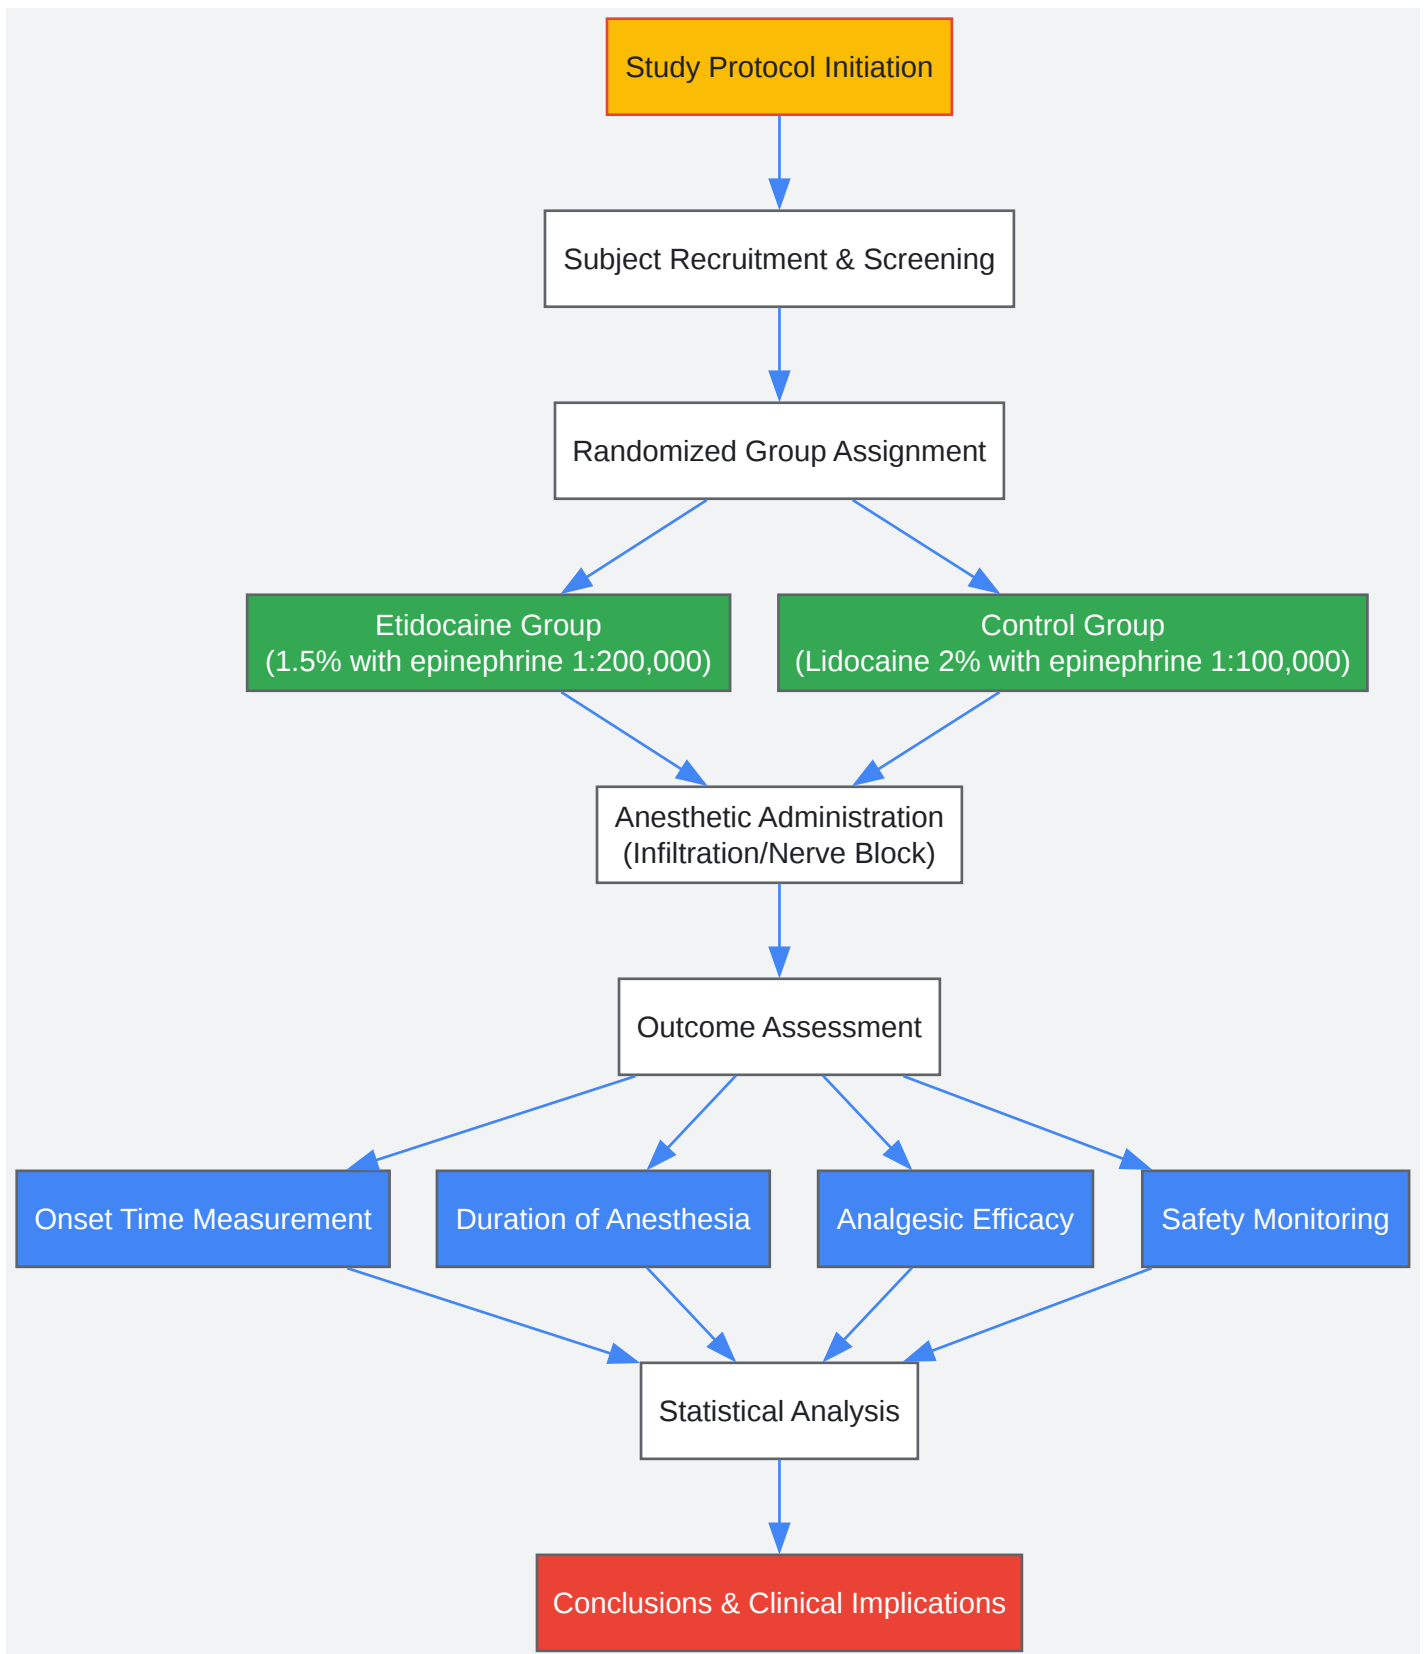 Study Protocol Initiation
Subject Recruitment & Screening
Randomized Group Assignment
Etidocaine Group
(1.5% with epinephrine 1:200,000)
Control Group
(Lidocaine 2% with epinephrine 1:100,000)
Anesthetic Administration
(Infiltration/Nerve Block)
Outcome Assessment
Onset Time Measurement
Duration of Anesthesia
Analgesic Efficacy
Safety Monitoring
Statistical Analysis
Conclusions & Clinical Implications